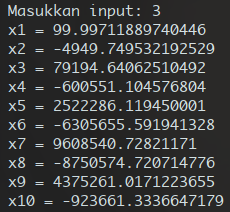 Masukkan input: 3
x1 = 99.99711889740446
x2 = -4949.749532192529
x3 = 79194.64062510492
x4 = -600551.104576804
x5 = 2522286.119450001
x6 = -6305655.591941328
x7 = 9608540.72821171
x8 = -8750574.720714776
x9 = 4375261.0171223655
x10 = -923661.3336647179